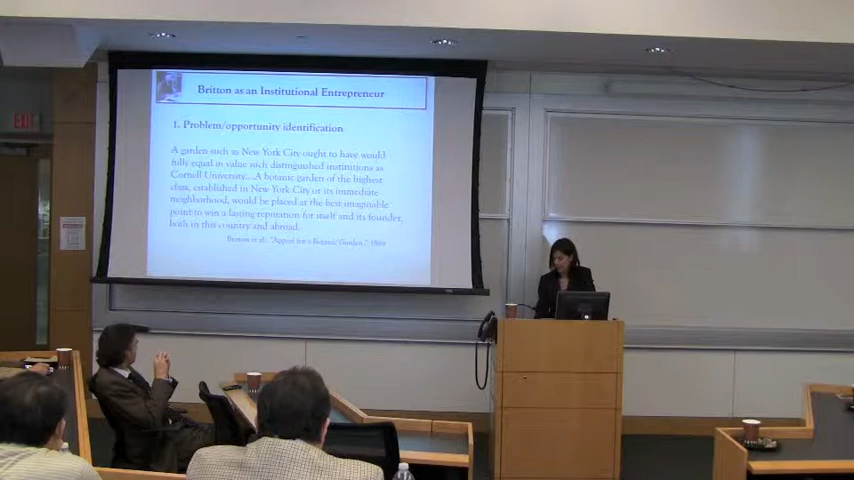 Britton as an Institutional Entrepreneur
1. Problem/opportunity identification
A garden such as New York City ought to have would
fully equal in value such distinguished institutions as
Cornell University....A botanic garden of the highest
class, established in New York City or its immediate
neighborhood, would be placed at the best imaginable
point to win a lasting reputation for itself and its founder,
both in this country and abroad.
Britton et al., "Appeal for a Botanic Garden,"
EXIT